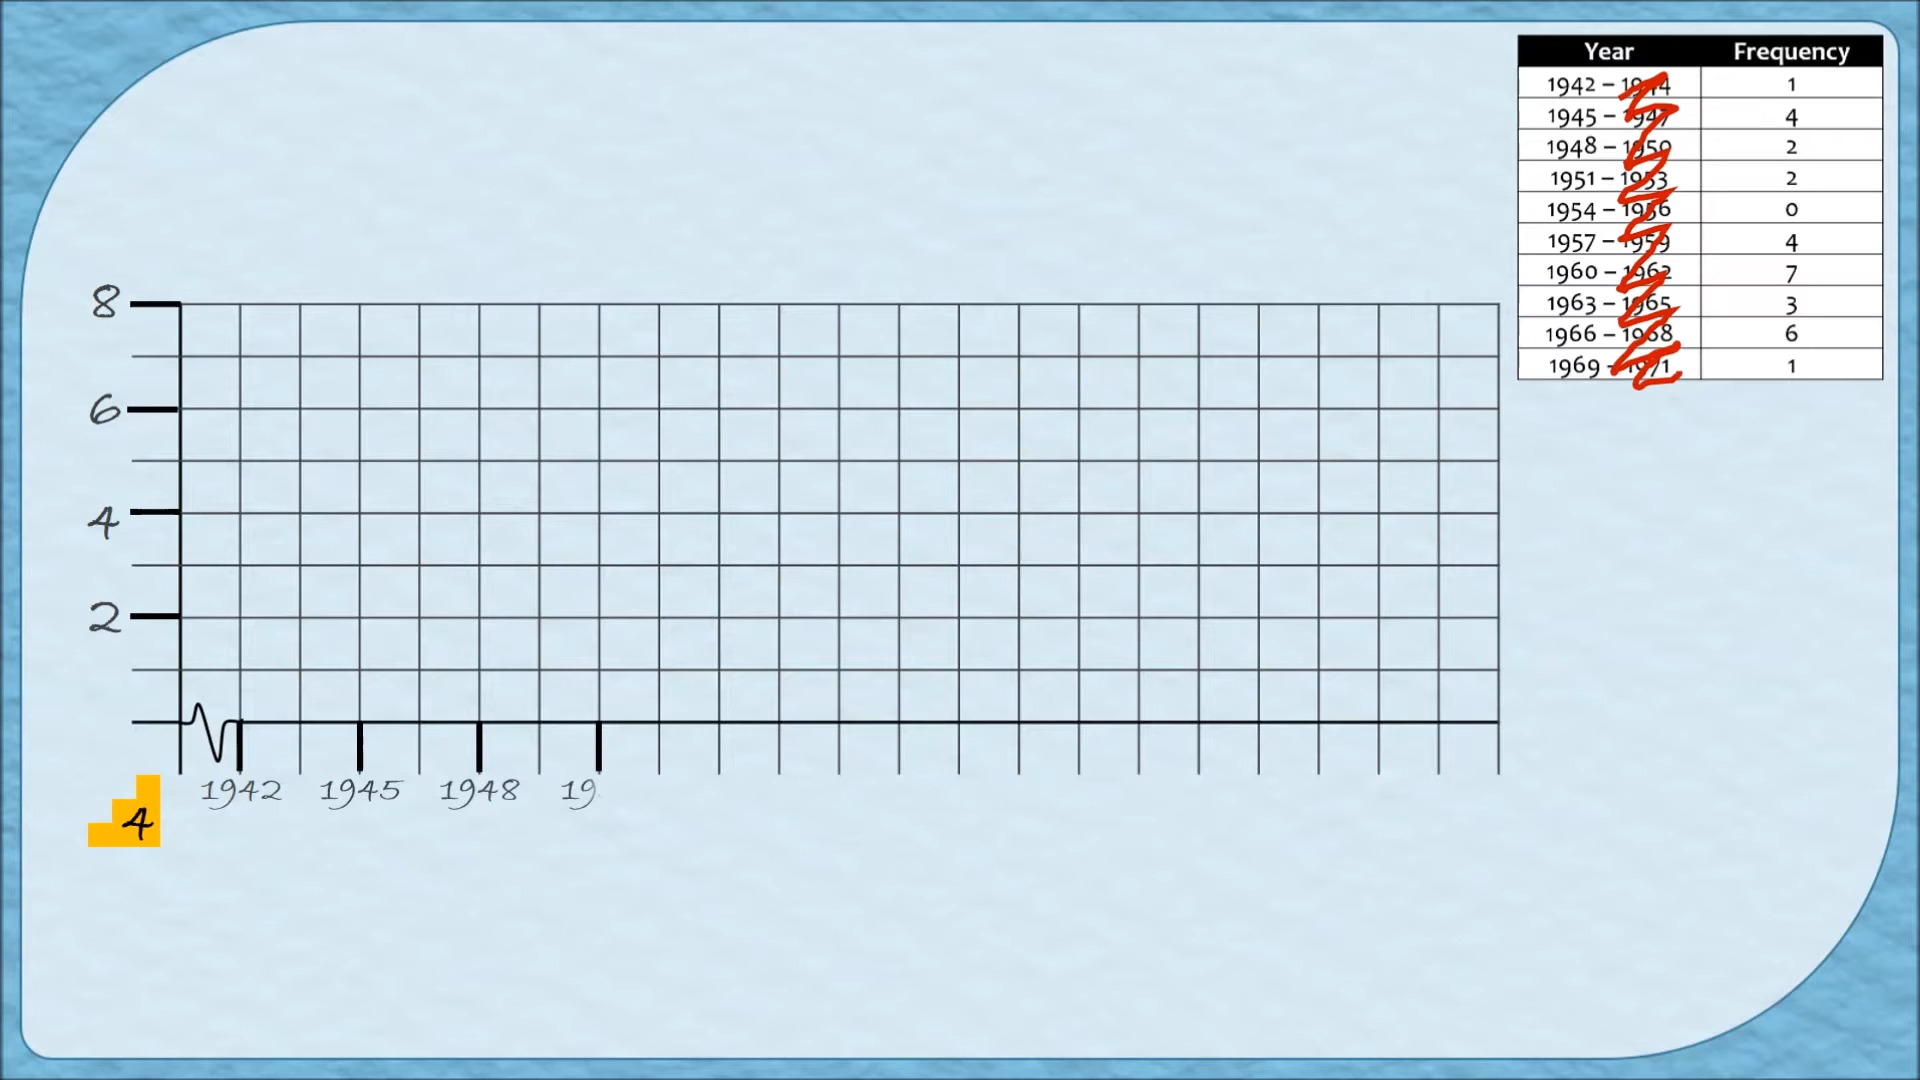 Year Frequency
1942 – 1944 1
1945 – 1947 4
1948 – 1950 2
1951 – 1953 2
1954 – 1956 0
1957 – 1959 4
1960 – 1962 7
1963 – 1965 3
1966 – 1968 6
1969 – 1971 1
8
6
4
2
1942 1945 1948 19
4